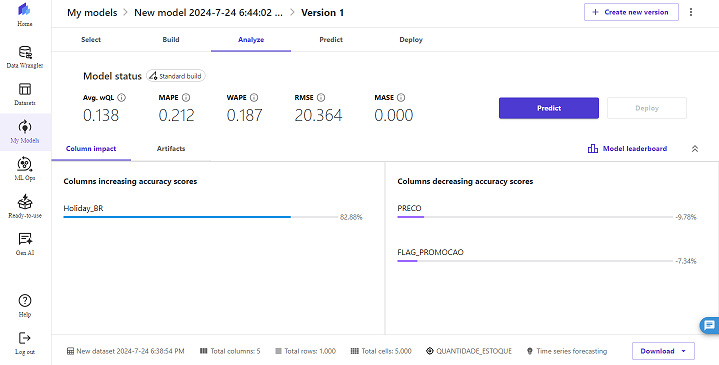 My models > New model 2024-7-24 6:44:02 ... > Version 1
+ Create new version
Home
Data Wrangler
Datasets
My Models
ML Ops
Ready-to-use
Gen AI
Help
Log out
Select Build Analyze Predict Deploy
Model status Standard build
Avg. wQL MAPE WAPE RMSE MASE
0.138 0.212 0.187 20.364 0.000
Predict Deploy
Column impact Artifacts Model leaderboard
Columns increasing accuracy scores
Holiday_BR
82.88%
Columns decreasing accuracy scores
PRECO
-9.78%
FLAG_PROMOCAO
-7.34%
New dataset 2024-7-24 6:38:54 PM Total columns: 5 Total rows: 1,000 Total cells: 5,000 QUANTIDADE_ESTOQUE Time series forecasting Download